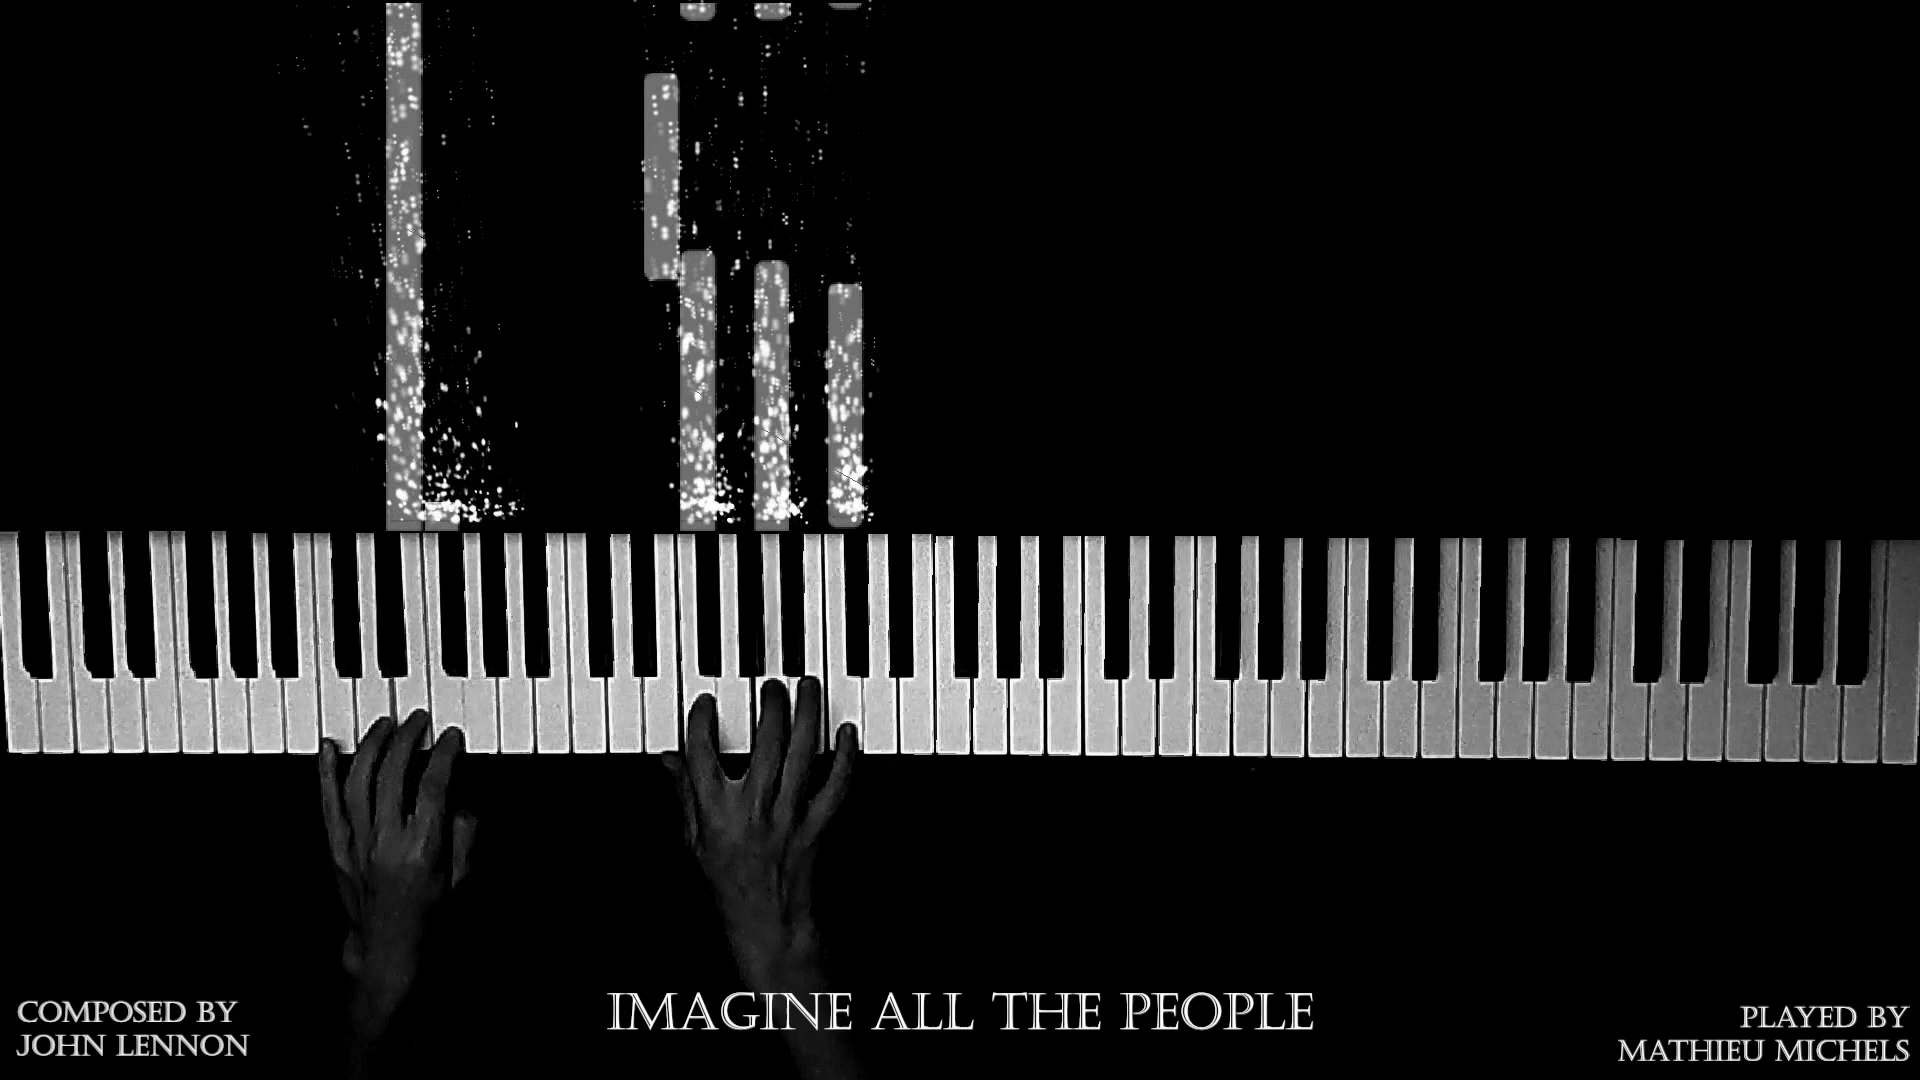 COMPOSED BY
JOHN LENNON
IMAGINE ALL THE PEOPLE
PLAYED BY
MATHIEU MICHELS